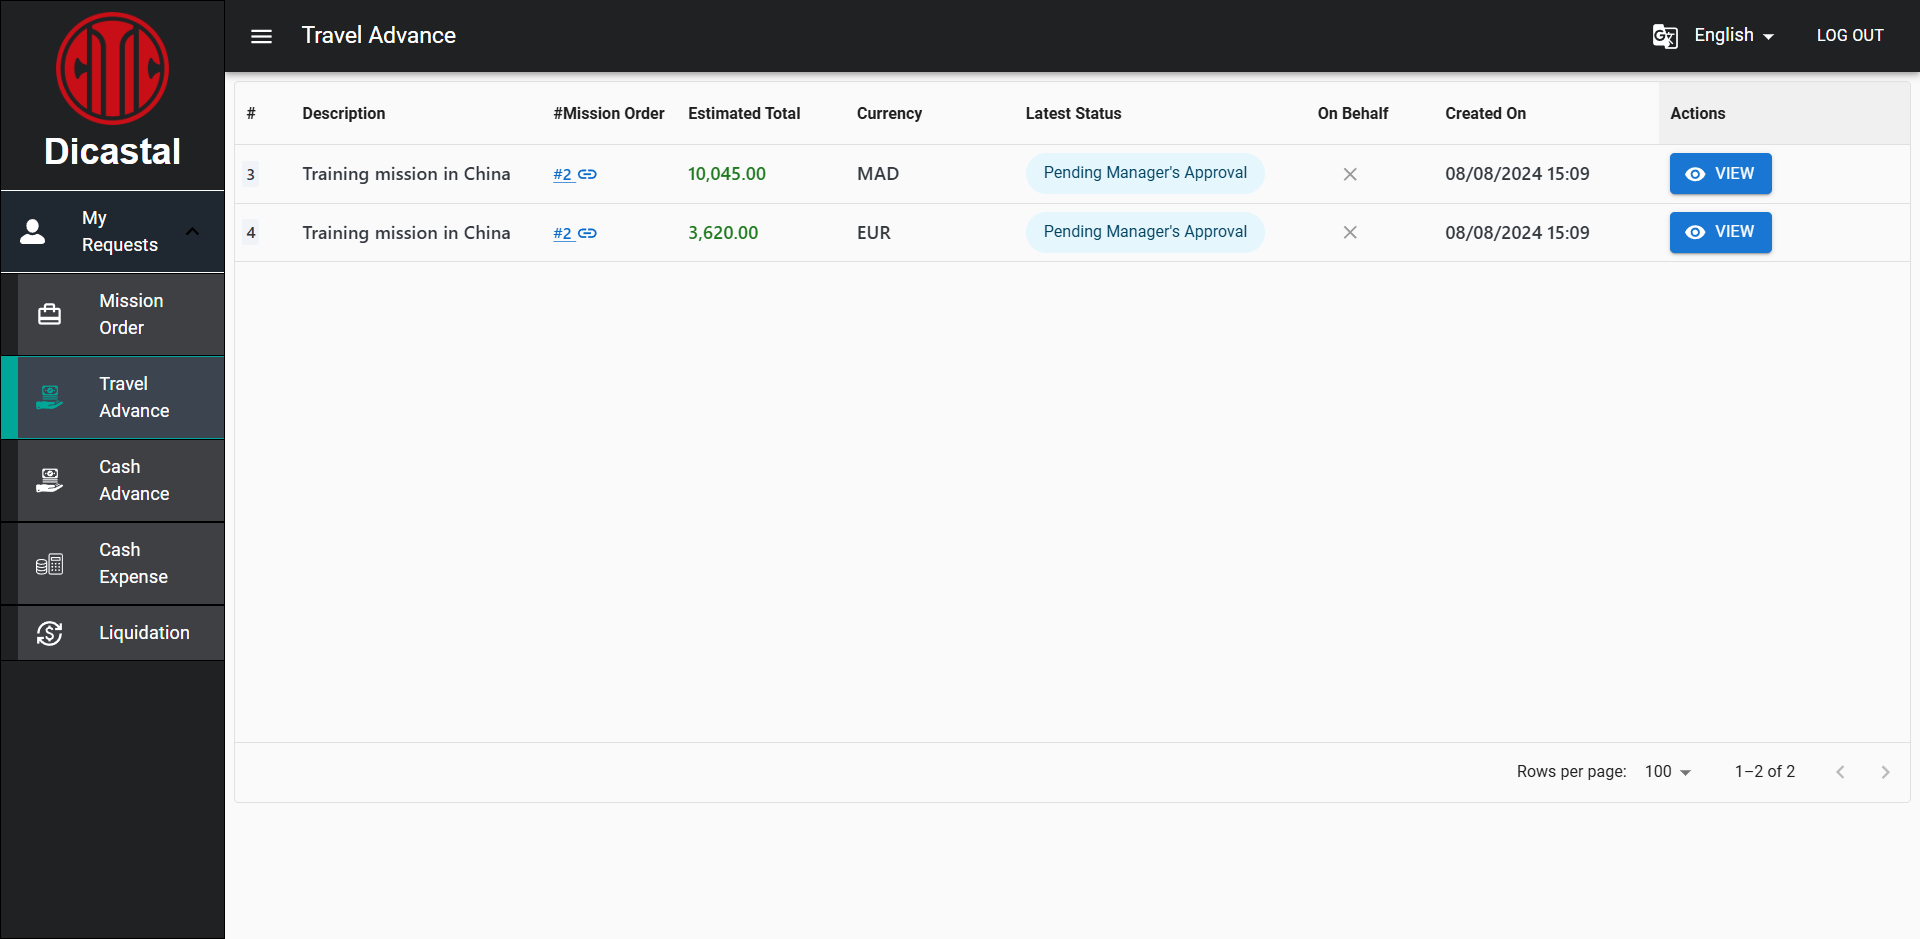 Dicastal
Travel Advance
English
LOG OUT
My
Requests
Mission
Order
Travel
Advance
Cash
Advance
Cash
Expense
Liquidation
# Description #Mission Order Estimated Total Currency Latest Status On Behalf Created On Actions
3 Training mission in China #2 10,045.00 MAD Pending Manager's Approval 08/08/2024 15:09 VIEW
4 Training mission in China #2 3,620.00 EUR Pending Manager's Approval 08/08/2024 15:09 VIEW
Rows per page: 100 1–2 of 2